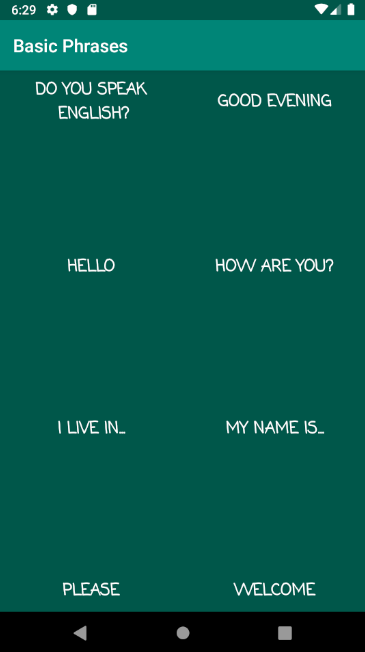 6:29
Basic Phrases
DO YOU SPEAK
ENGLISH?
GOOD EVENING
HELLO
HOW ARE YOU?
I LIVE IN...
MY NAME IS...
PLEASE
WELCOME